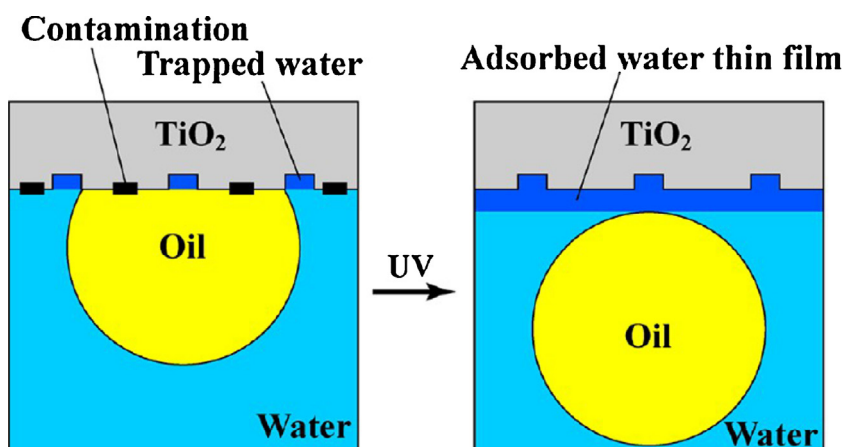 Contamination
Trapped water
TiO₂
Oil
Water
UV
Adsorbed water thin film
TiO₂
Oil
Water